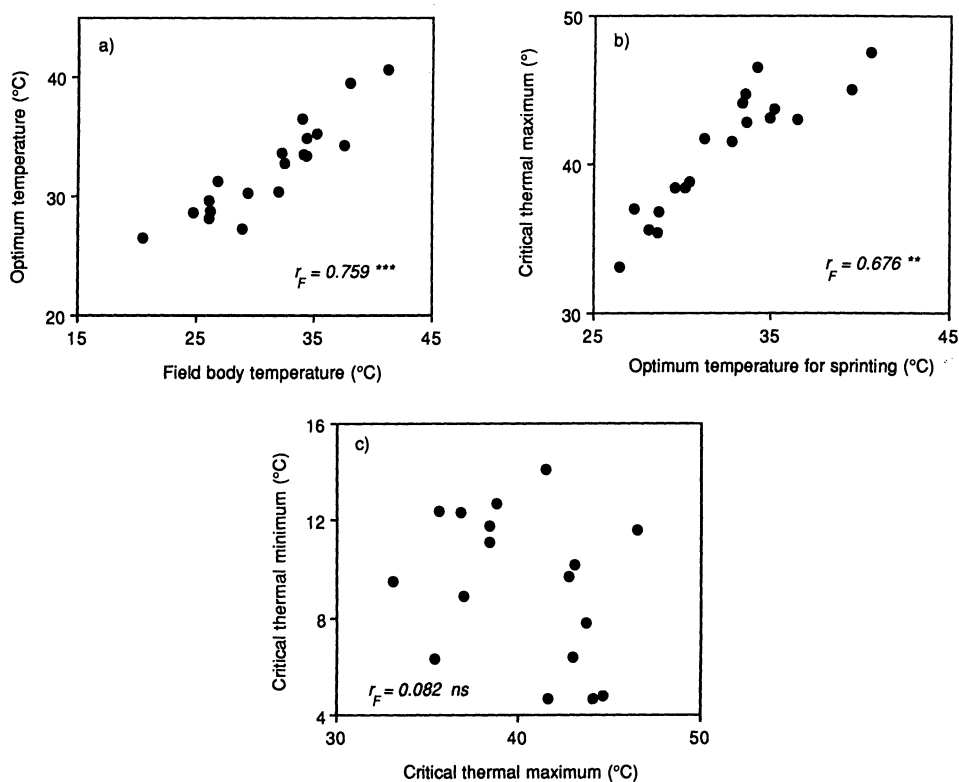 a)
Optimum temperature (°C)
40
30
20
15
25
35
45
r_F = 0.759 ***
Field body temperature (°C)
b)
Critical thermal maximum (°)
50
40
30
25
35
45
r_F = 0.676 **
Optimum temperature for sprinting (°C)
c)
Critical thermal minimum (°C)
16
12
8
4
30
40
50
r_F = 0.082 ns
Critical thermal maximum (°C)